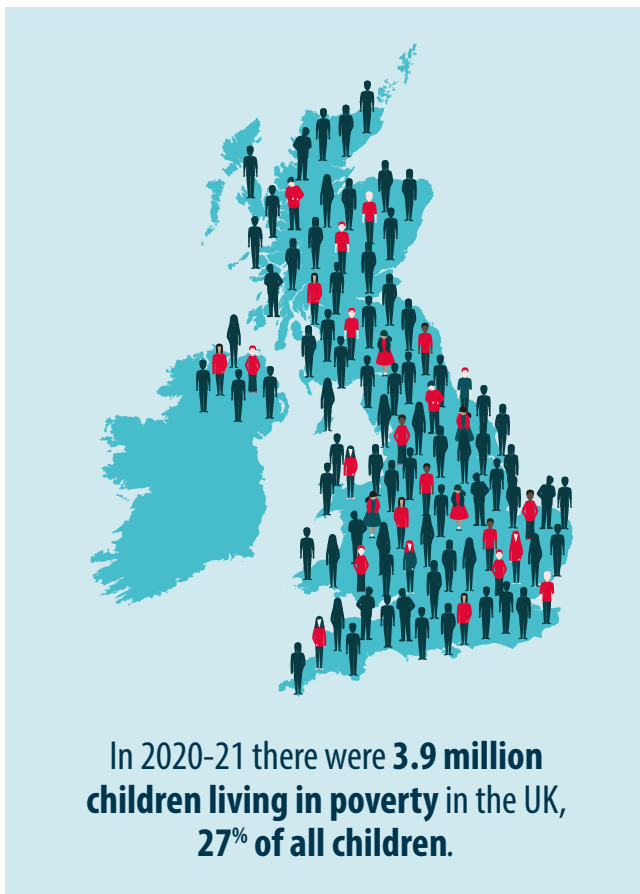 In 2020-21 there were 3.9 million
children living in poverty in the UK,
27% of all children.